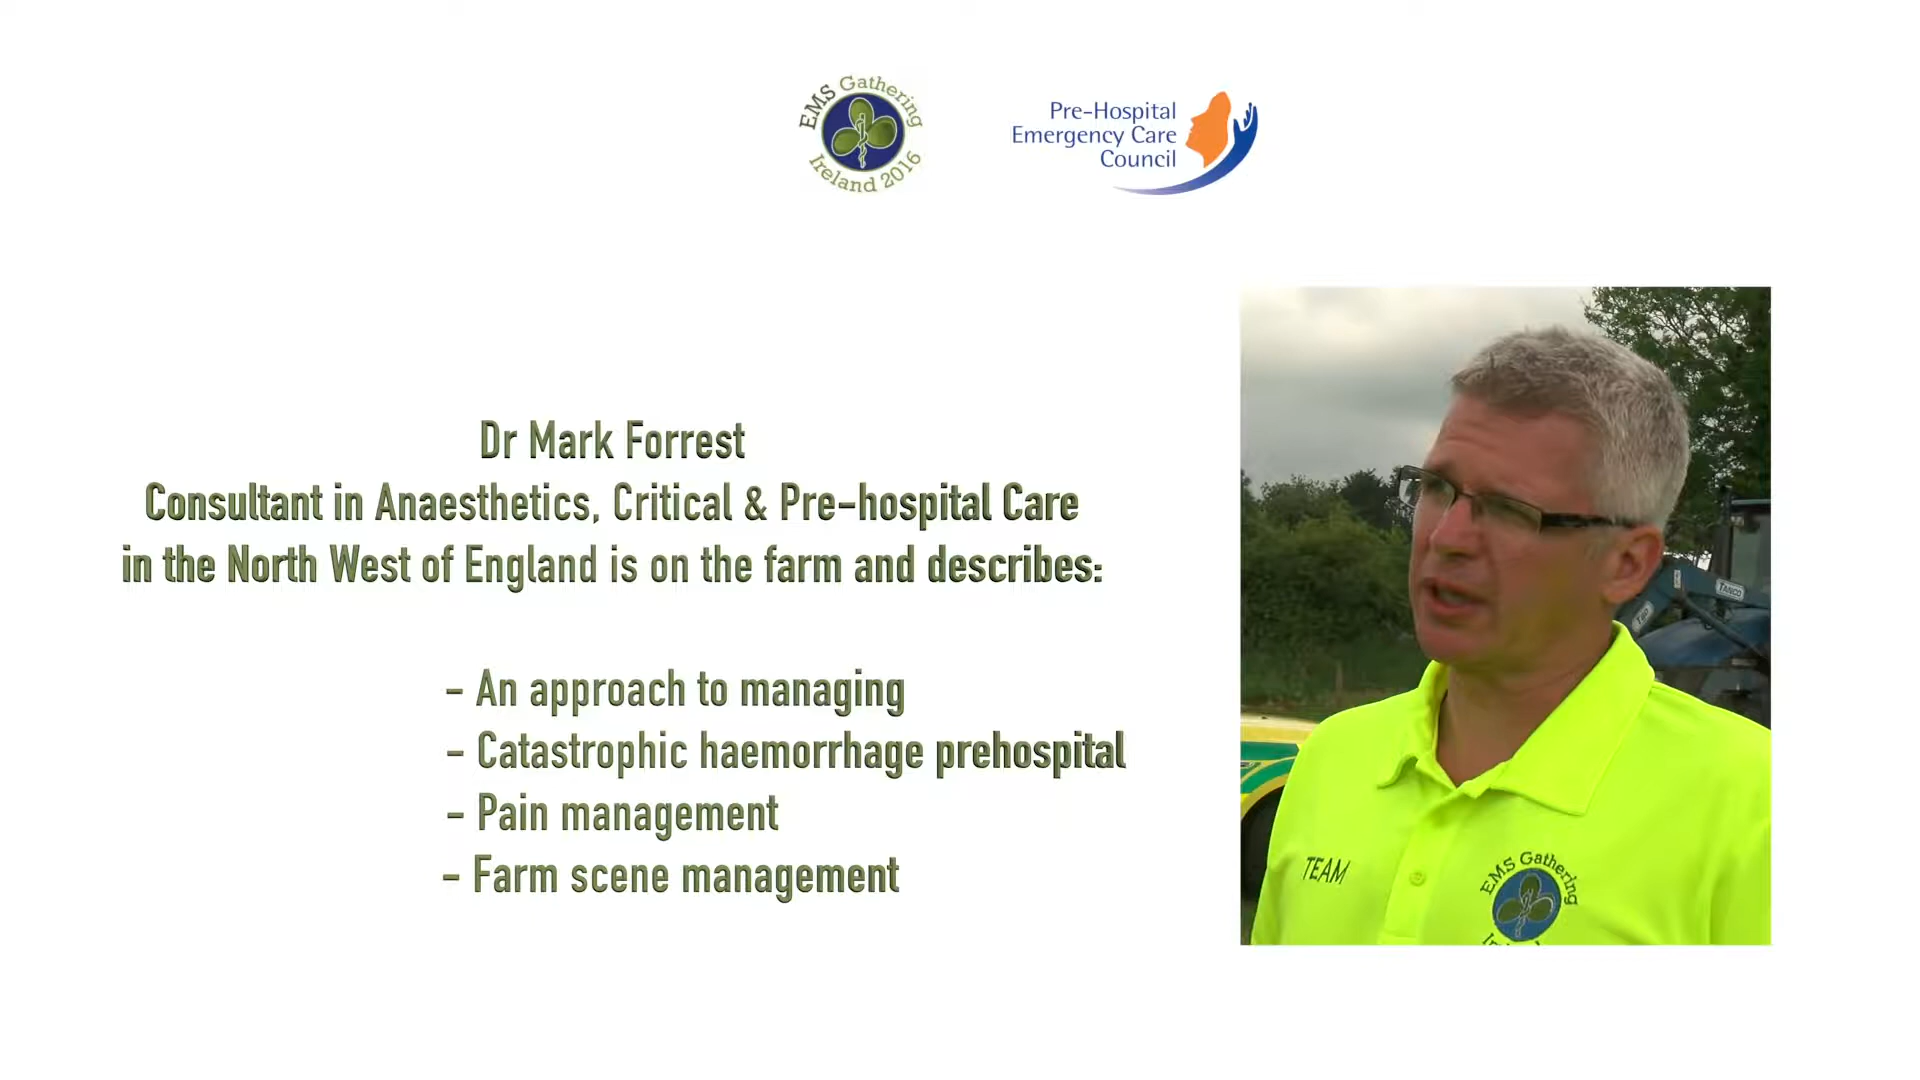 EMS Gathering
Ireland 2016
Pre-Hospital
Emergency Care
Council
Dr Mark Forrest
Consultant in Anaesthetics, Critical & Pre-hospital Care
in the North West of England is on the farm and describes:
- An approach to managing
- Catastrophic haemorrhage prehospital
- Pain management
- Farm scene management
TANCO
TEAM
EMS Gathering